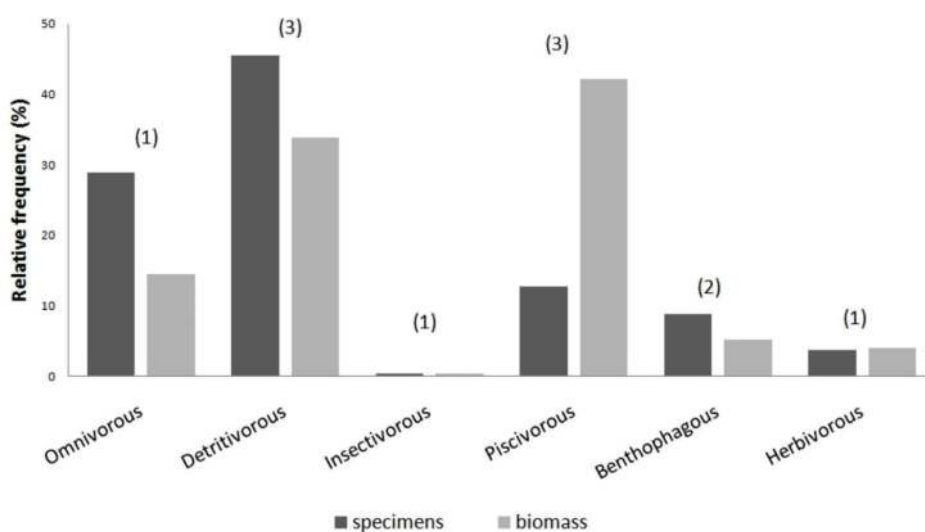 50
(3)
(3)
40
(1)
30
Relative frequency (%)
20
(2)
10
(1)
(1)
0
Omnivorous
Detritivorous
Insectivorous
Piscivorous
Benthophagous
Herbivorous
specimens
biomass